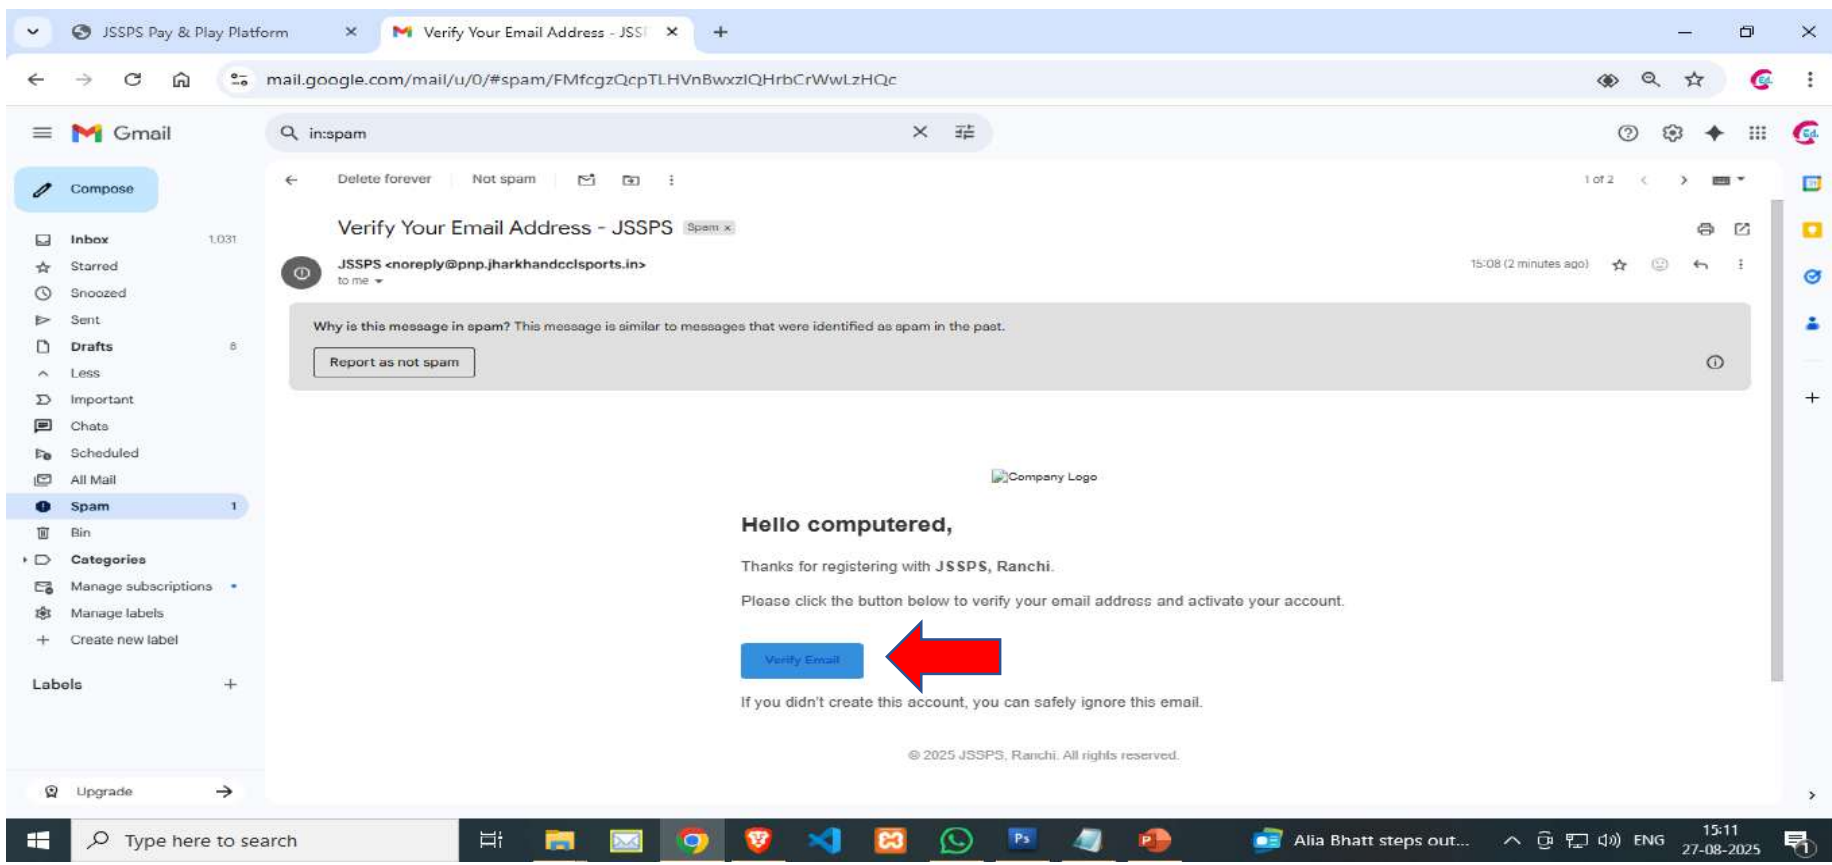 JSSPS Pay & Play Platform
Verify Your Email Address - JSS
mail.google.com/mail/u/0/#spam/FMfcgzQcpTLHVnBwxzlQHrbCrWwLzHQc
Gmail
in:spam
Compose
Delete forever
Not spam
1 of 2
Verify Your Email Address - JSSPS Spam x
Inbox 1,031
Starred
Snoozed
Sent
Drafts 8
Less
Important
Chats
Scheduled
All Mail
Spam 1
Bin
Categories
Manage subscriptions
Manage labels
Create new label
Labels
Upgrade
JSSPS <noreply@pnp.jharkhandcclsports.in>
to me
15:08 (2 minutes ago)
Why is this message in spam? This message is similar to messages that were identified as spam in the past.
Report as not spam
Company Logo
Hello computered,
Thanks for registering with JSSPS, Ranchi.
Please click the button below to verify your email address and activate your account.
Verify Email
If you didn't create this account, you can safely ignore this email.
© 2025 JSSPS, Ranchi. All rights reserved.
Type here to search
Ps
Alia Bhatt steps out...
ENG
15:11
27-08-2025